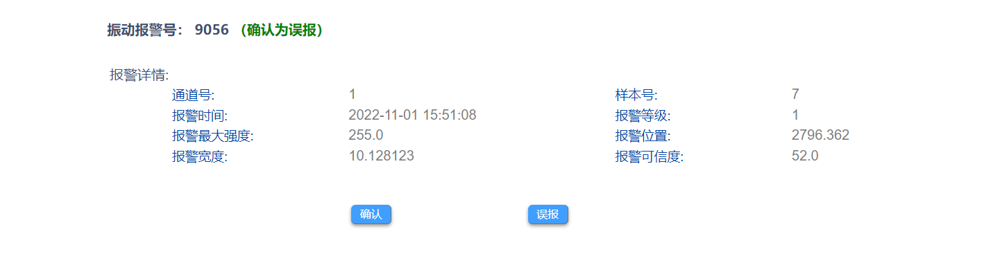 振动报警号： 9056 （确认为误报）
报警详情:
通道号: 1 样本号: 7
报警时间: 2022-11-01 15:51:08 报警等级: 1
报警最大强度: 255.0 报警位置: 2796.362
报警宽度: 10.128123 报警可信度: 52.0
确认 误报